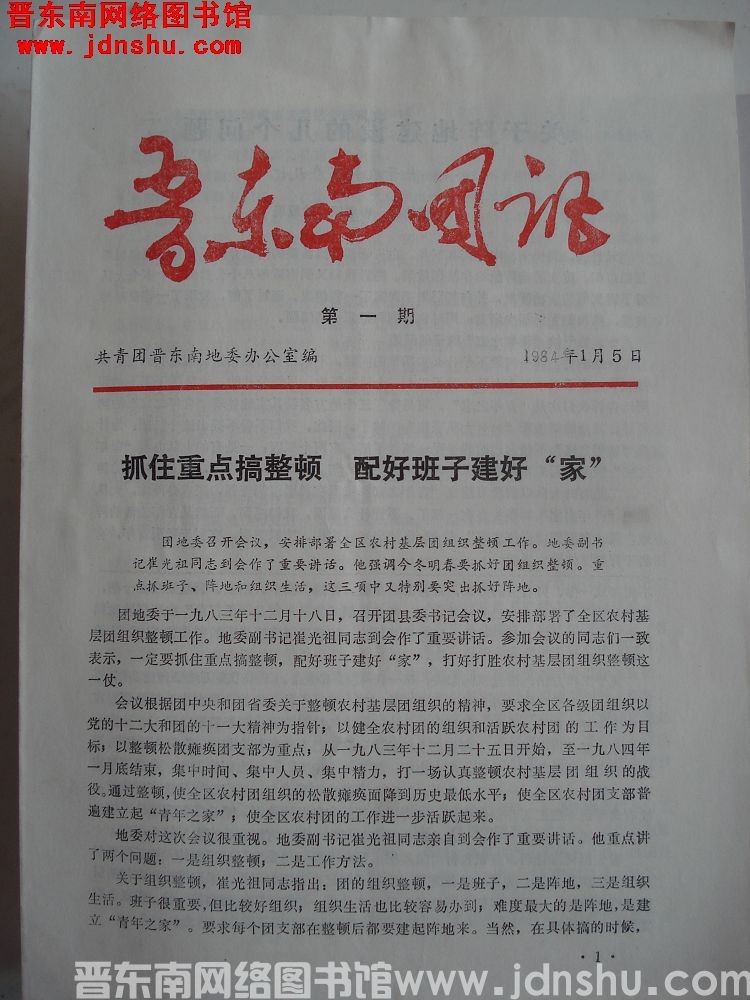 晋东南网络图书馆
www.jdnshu.com
晋东南团讯
第一期
共青团晋东南地委办公室编 1984年1月5日
抓住重点搞整顿 配好班子建好“家”
团地委召开会议，安排部署全区农村基层团组织整顿工作。地委副书
记崔光祖同志到会作了重要讲话。他强调今冬明春要抓好团组织整顿。重
点抓班子、阵地和组织生活，这三项中又特别要突出抓好阵地。
团地委于一九八三年十二月十八日，召开团县委书记会议，安排部署了全区农村基
层团组织整顿工作。地委副书记崔光祖同志到会作了重要讲话。参加会议的同志们一致
表示，一定要抓住重点搞整顿，配好班子建好“家”，打好打胜农村基层团组织整顿这
一仗。
会议根据团中央和团省委关于整顿农村基层团组织的精神，要求全区各级团组织以
党的十二大和团的十一大精神为指针；以健全农村团的组织和活跃农村团的工作为目
标；以整顿松散瘫痪团支部为重点；从一九八三年十二月二十五日开始，至一九八四年
一月底结束，集中时间、集中人员、集中精力，打一场认真整顿农村基层团组织的战
役。通过整顿，使全区农村团组织的松散瘫痪面降到历史最低水平；使全区农村团支部普
遍建立起“青年之家”；使全区农村团的工作进一步活跃起来。
地委对这次会议很重视。地委副书记崔光祖同志亲自到会作了重要讲话。他重点讲
了两个问题：一是组织整顿；二是工作方法。
关于组织整顿，崔光祖同志指出：团的组织整顿，一是班子，二是阵地，三是组织
生活。班子很重要，但比较好组织；组织生活也比较容易办到；难度最大的是阵地，是建
立“青年之家”。要求每个团支部在整顿后都要建起阵地来。当然，在具体搞的时候，
·1·
晋东南网络图书馆 www.jdnshu.com